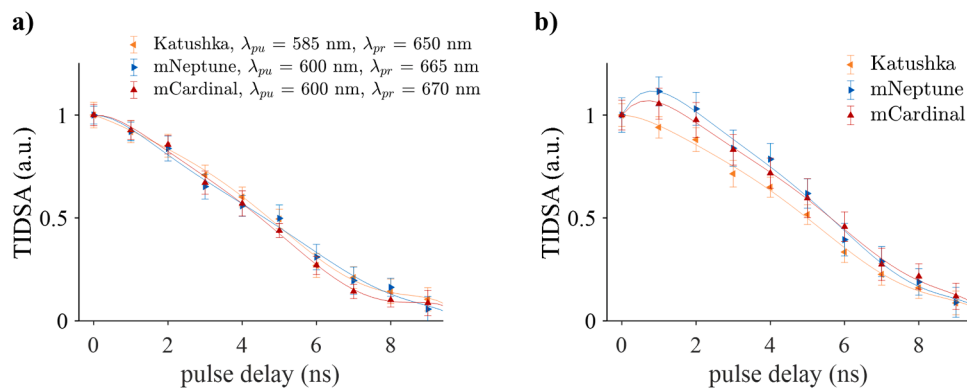 a)
Katushka, λpu = 585 nm, λpr = 650 nm
mNeptune, λpu = 600 nm, λpr = 665 nm
mCardinal, λpu = 600 nm, λpr = 670 nm
1
0.5
0
TIDSA (a.u.)
0 2 4 6 8
pulse delay (ns)
b)
Katushka
mNeptune
mCardinal
1
0.5
0
TIDSA (a.u.)
0 2 4 6 8
pulse delay (ns)